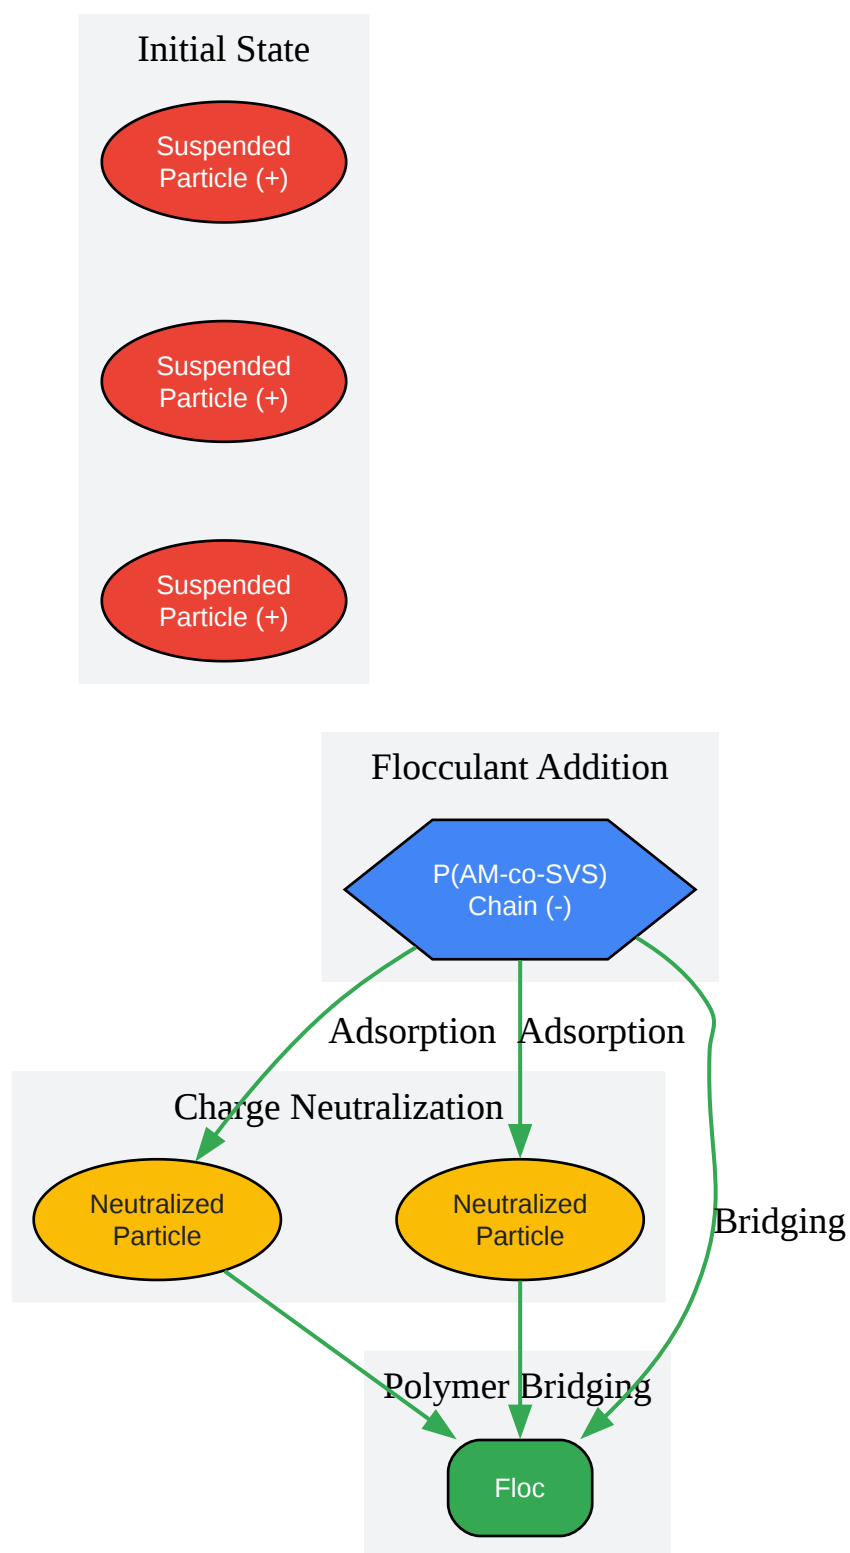 Initial State
Suspended
Particle (+)
Suspended
Particle (+)
Suspended
Particle (+)
Flocculant Addition
P(AM-co-SVS)
Chain (-)
Adsorption
Adsorption
Charge Neutralization
Neutralized
Particle
Neutralized
Particle
Bridging
Polymer Bridging
Floc